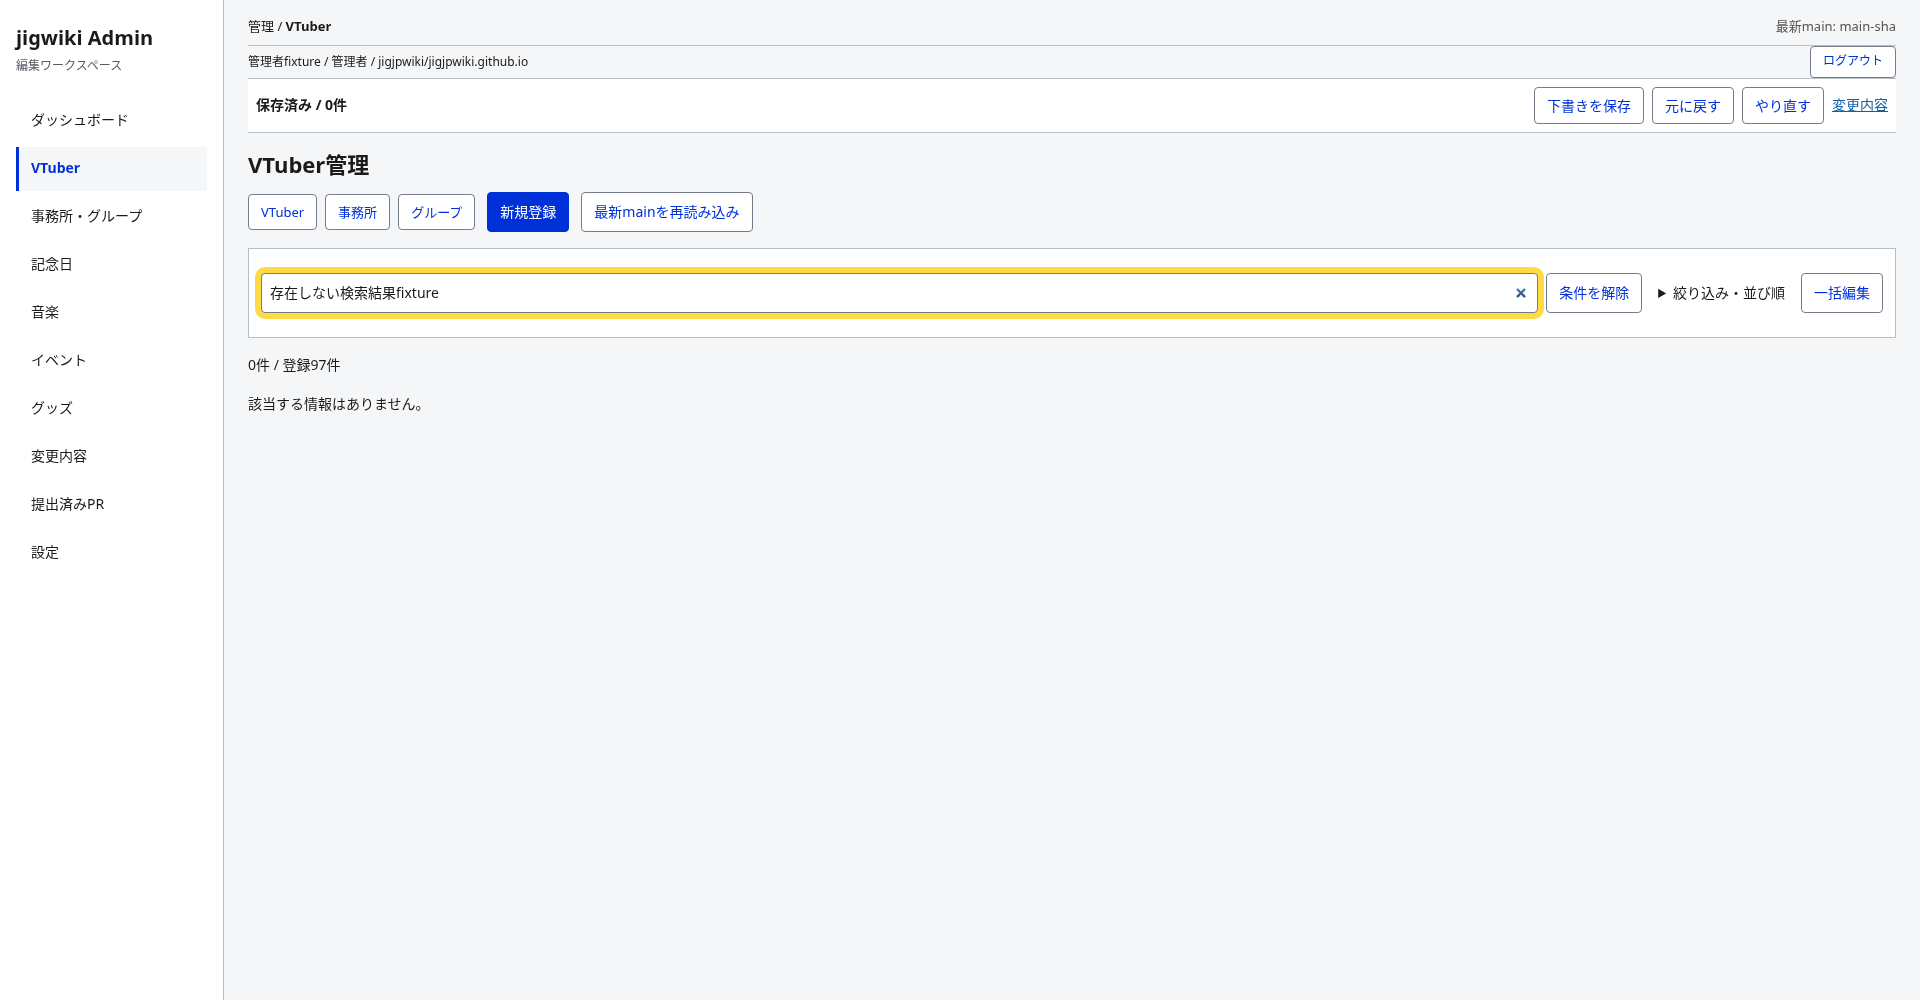 jigwiki Admin
編集ワークスペース
ダッシュボード
VTuber
事務所・グループ
記念日
音楽
イベント
グッズ
変更内容
提出済みPR
設定
管理 / VTuber
最新main: main-sha
管理者fixture / 管理者 / jigjpwiki/jigjpwiki.github.io
ログアウト
保存済み / 0件
下書きを保存
元に戻す
やり直す
変更内容
VTuber管理
VTuber
事務所
グループ
新規登録
最新mainを再読み込み
存在しない検索結果fixture
条件を解除
絞り込み・並び順
一括編集
0件 / 登録97件
該当する情報はありません。